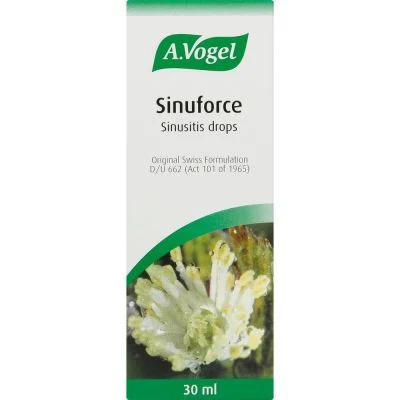 A.Vogel
Sinuforce
Sinusitis drops
Original Swiss Formulation
D/U 662 (Act 101 of 1965)
30 ml